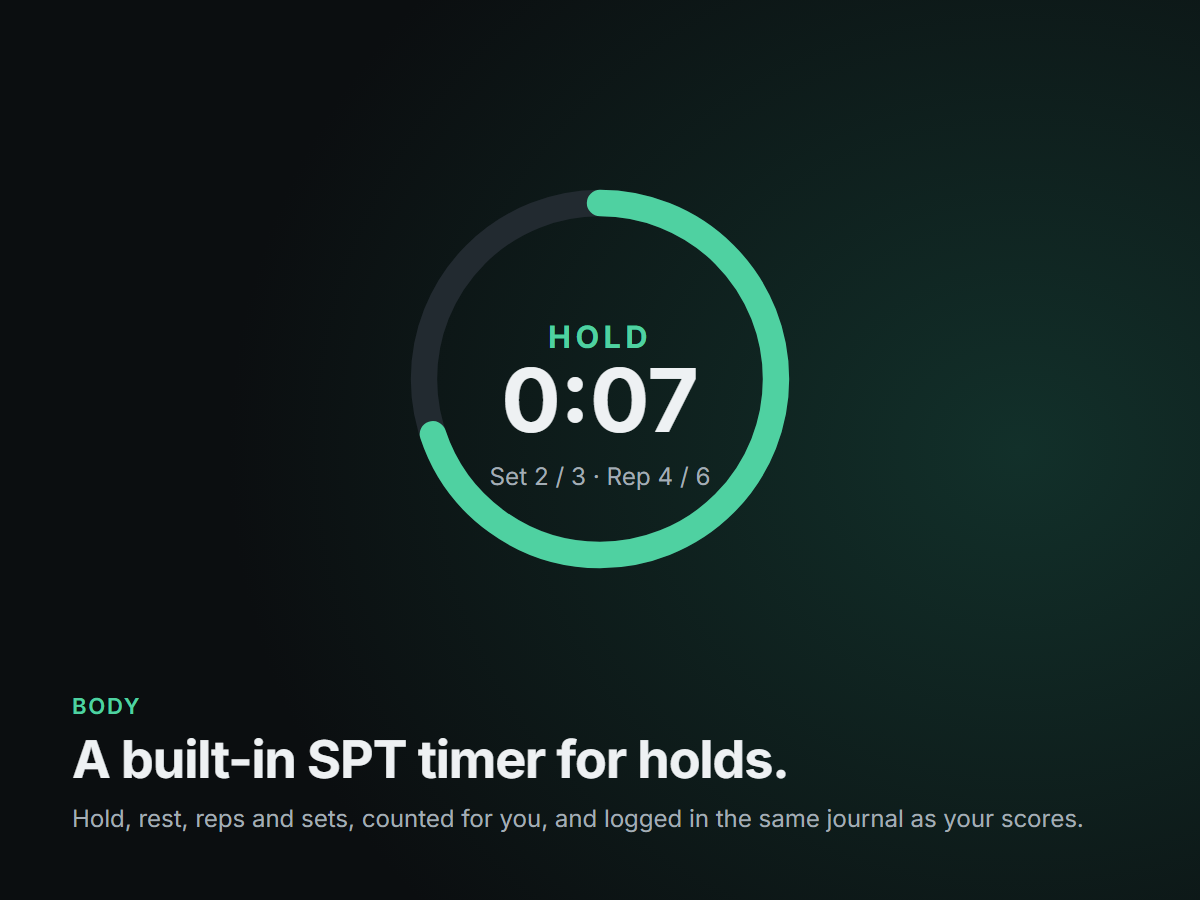 HOLD
0:07
Set 2 / 3 · Rep 4 / 6
BODY
A built-in SPT timer for holds.
Hold, rest, reps and sets, counted for you, and logged in the same journal as your scores.